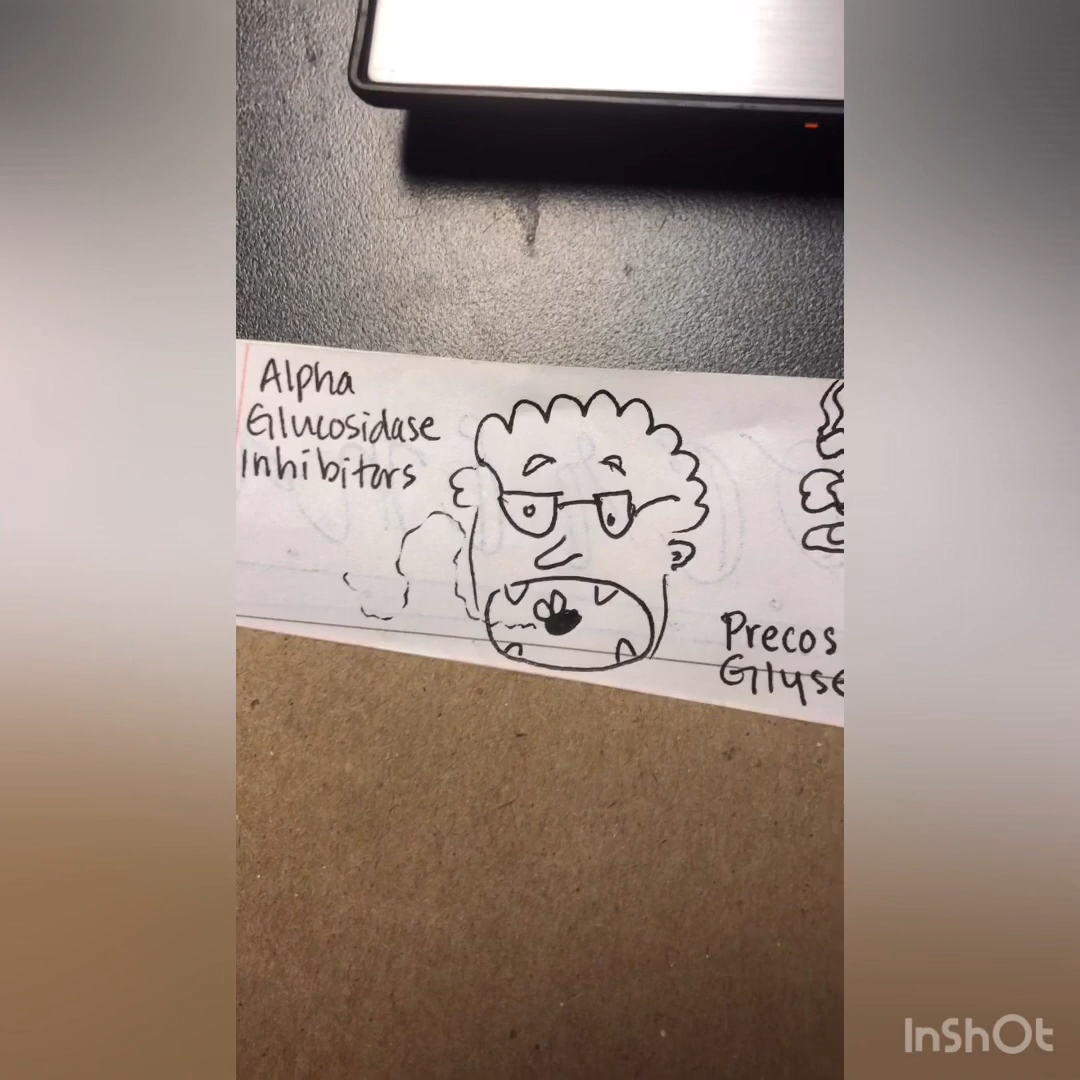 Alpha
Glucosidase
Inhibitors
Precos
Glyse
InShOt